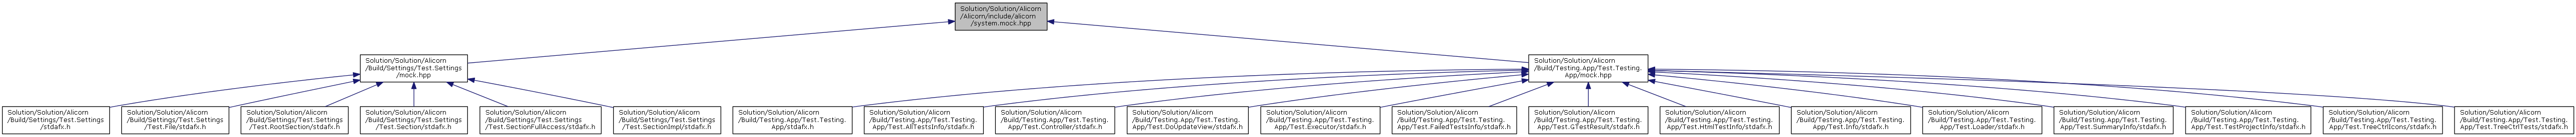 Solution/Solution/Alicorn
/Alicorn/include/alicorn
/system.mock.hpp
Solution/Solution/Alicorn
/Build/Settings/Test.Settings
/mock.hpp
Solution/Solution/Alicorn
/Build/Testing.App/Test.Testing.
App/mock.hpp
Solution/Solution/Alicorn
/Build/Settings/Test.Settings
/stdafx.h
Solution/Solution/Alicorn
/Build/Settings/Test.Settings
/Test.File/stdafx.h
Solution/Solution/Alicorn
/Build/Settings/Test.Settings
/Test.RootSection/stdafx.h
Solution/Solution/Alicorn
/Build/Settings/Test.Settings
/Test.Section/stdafx.h
Solution/Solution/Alicorn
/Build/Settings/Test.Settings
/Test.SectionFullAccess/stdafx.h
Solution/Solution/Alicorn
/Build/Settings/Test.Settings
/Test.SectionImpl/stdafx.h
Solution/Solution/Alicorn
/Build/Testing.App/Test.Testing.
App/stdafx.h
Solution/Solution/Alicorn
/Build/Testing.App/Test.Testing.
App/Test.AllTestsInfo/stdafx.h
Solution/Solution/Alicorn
/Build/Testing.App/Test.Testing.
App/Test.Controller/stdafx.h
Solution/Solution/Alicorn
/Build/Testing.App/Test.Testing.
App/Test.DoUpdateView/stdafx.h
Solution/Solution/Alicorn
/Build/Testing.App/Test.Testing.
App/Test.Executor/stdafx.h
Solution/Solution/Alicorn
/Build/Testing.App/Test.Testing.
App/Test.FailedTestsInfo/stdafx.h
Solution/Solution/Alicorn
/Build/Testing.App/Test.Testing.
App/Test.GTestResult/stdafx.h
Solution/Solution/Alicorn
/Build/Testing.App/Test.Testing.
App/Test.HtmlTestInfo/stdafx.h
Solution/Solution/Alicorn
/Build/Testing.App/Test.Testing.
App/Test.Info/stdafx.h
Solution/Solution/Alicorn
/Build/Testing.App/Test.Testing.
App/Test.Loader/stdafx.h
Solution/Solution/Alicorn
/Build/Testing.App/Test.Testing.
App/Test.SummaryInfo/stdafx.h
Solution/Solution/Alicorn
/Build/Testing.App/Test.Testing.
App/Test.TestProjectInfo/stdafx.h
Solution/Solution/Alicorn
/Build/Testing.App/Test.Testing.
App/Test.TreeCtrlIcons/stdafx.h
Solution/Solution/Alicorn
/Build/Testing.App/Test.Testing.
App/Test.TreeCtrlTests/stdafx.h